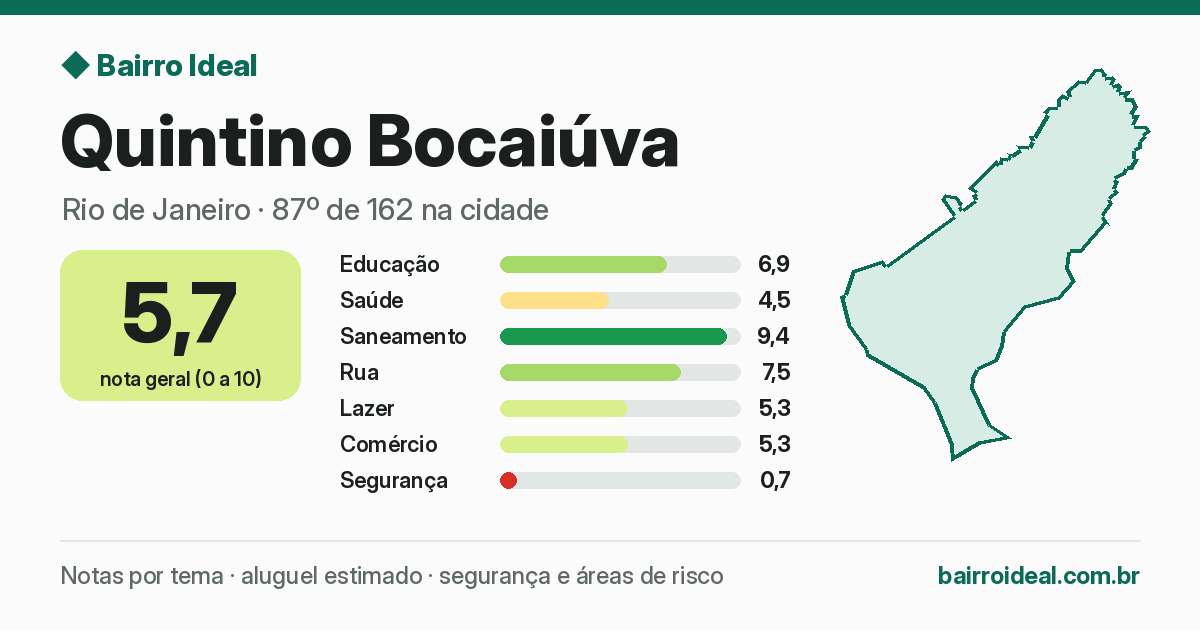 Bairro Ideal
Quintino Bocaiúva
Rio de Janeiro · 87º de 162 na cidade
5,7
nota geral (0 a 10)
Educação 6,9
Saúde 4,5
Saneamento 9,4
Rua 7,5
Lazer 5,3
Comércio 5,3
Segurança 0,7
Notas por tema · aluguel estimado · segurança e áreas de risco
bairroideal.com.br